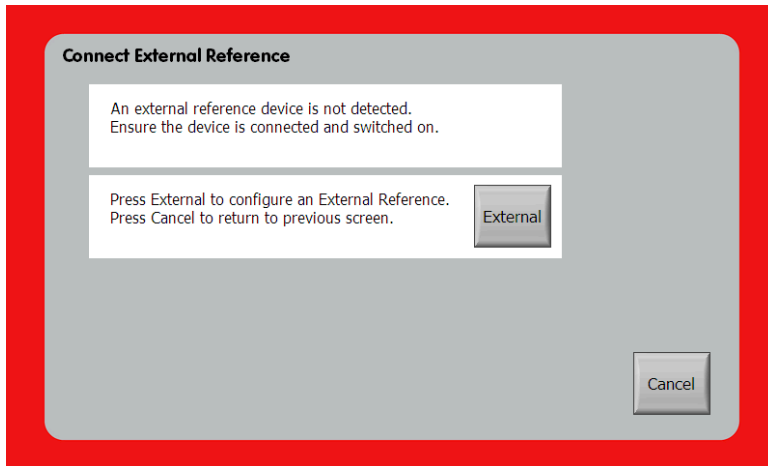 Connect External Reference
An external reference device is not detected.
Ensure the device is connected and switched on.
Press External to configure an External Reference.
Press Cancel to return to previous screen.
External
Cancel